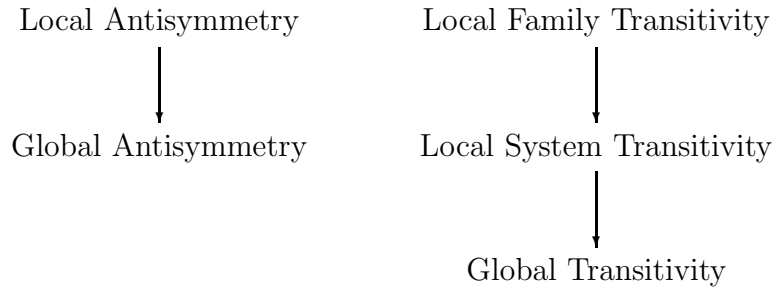 Local Antisymmetry
Local Family Transitivity
Global Antisymmetry
Local System Transitivity
Global Transitivity